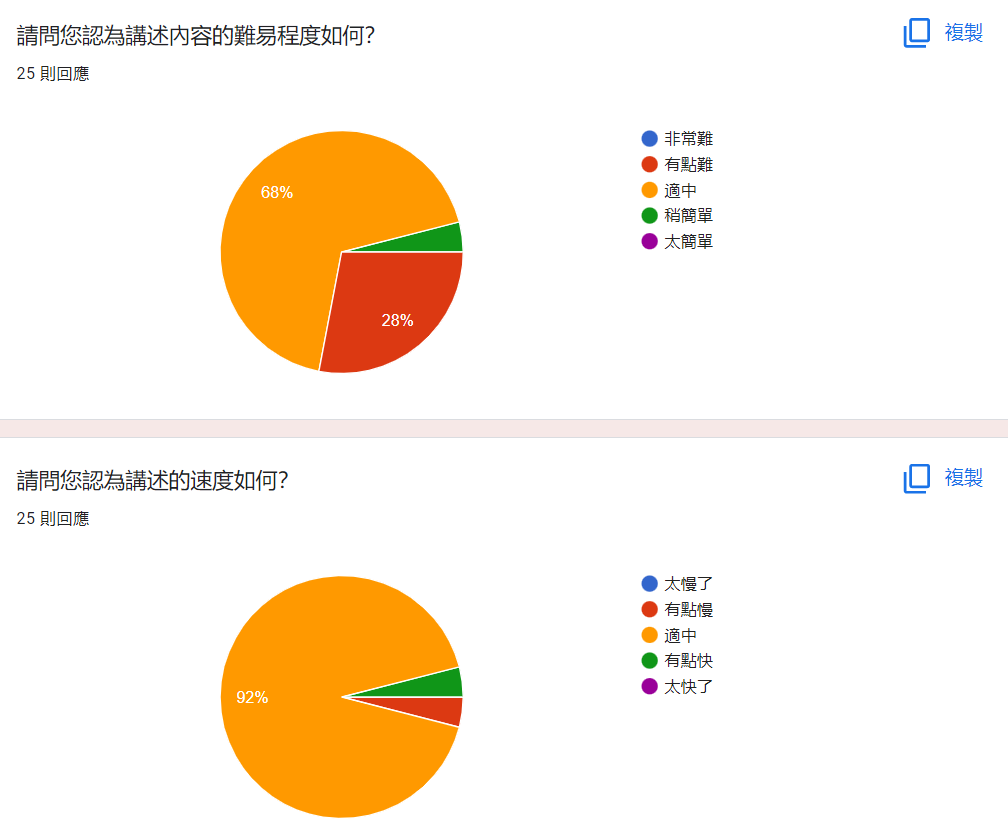 請問您認為講述內容的難易程度如何?
複製
25 則回應
非常難
有點難
適中
稍簡單
太簡單
68%
28%
請問您認為講述的速度如何?
複製
25 則回應
太慢了
有點慢
適中
有點快
太快了
92%